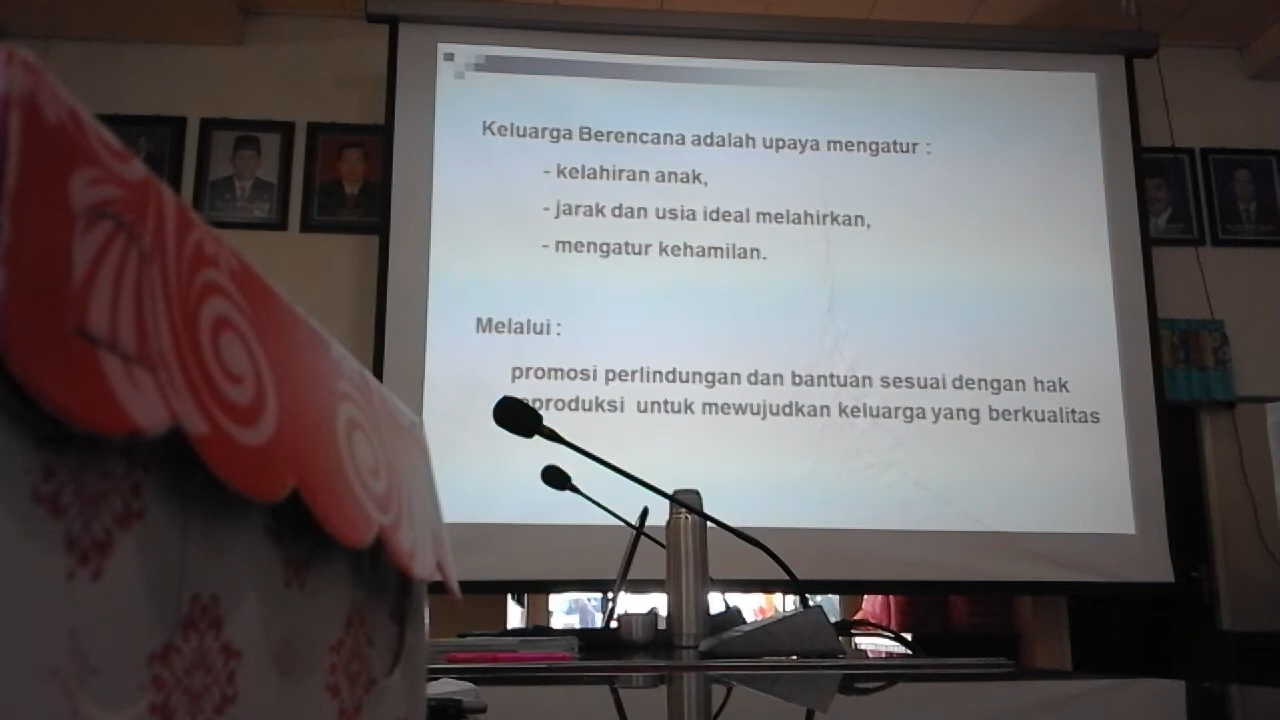 Keluarga Berencana adalah upaya mengatur :
- kelahiran anak,
- jarak dan usia ideal melahirkan,
- mengatur kehamilan.
Melalui :
promosi perlindungan dan bantuan sesuai dengan hak
untuk mewujudkan keluarga yang berkualitas